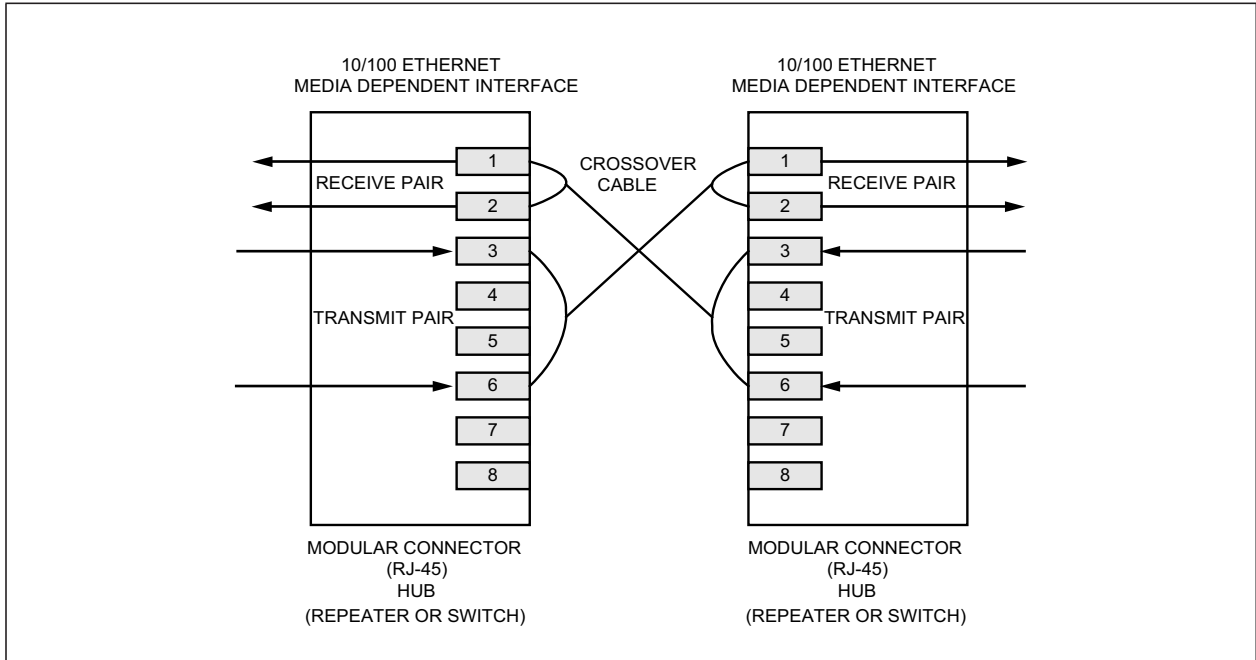 10/100 ETHERNET
MEDIA DEPENDENT INTERFACE
10/100 ETHERNET
MEDIA DEPENDENT INTERFACE
1
RECEIVE PAIR
2
3
4
TRANSMIT PAIR
5
6
7
8
CROSSOVER
CABLE
1
RECEIVE PAIR
2
3
4
TRANSMIT PAIR
5
6
7
8
MODULAR CONNECTOR
(RJ-45)
HUB
(REPEATER OR SWITCH)
MODULAR CONNECTOR
(RJ-45)
HUB
(REPEATER OR SWITCH)